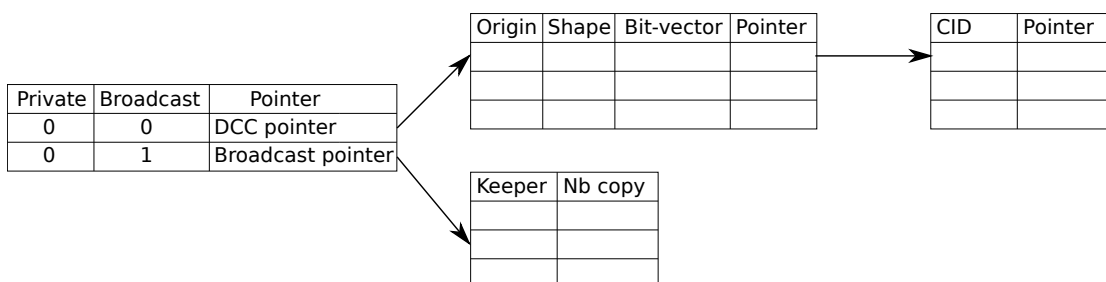 Origin Shape Bit-vector Pointer
CID Pointer
Private Broadcast Pointer
0 0 DCC pointer
0 1 Broadcast pointer
Keeper Nb copy